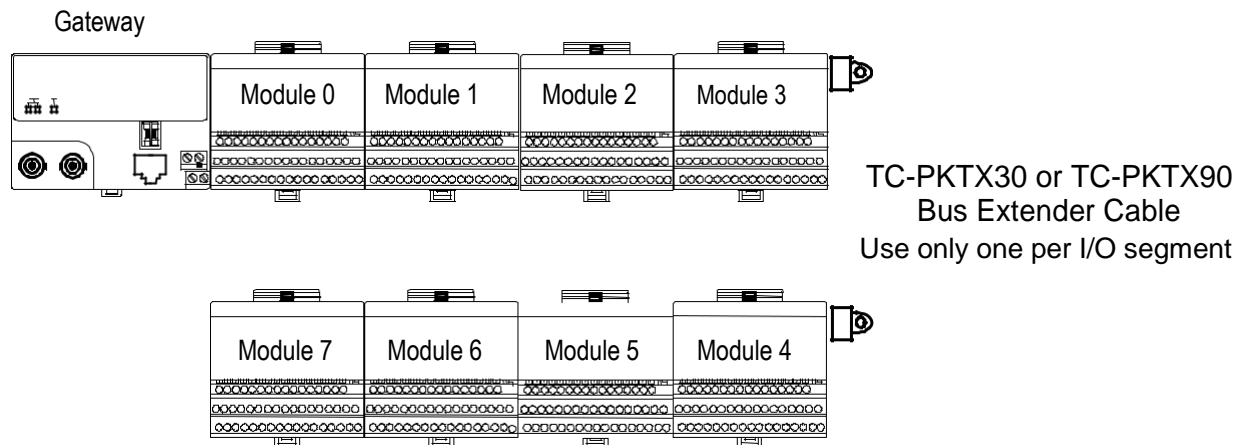 Gateway
Module 0
Module 1
Module 2
Module 3
TC-PKTX30 or TC-PKTX90
Bus Extender Cable
Use only one per I/O segment
Module 7
Module 6
Module 5
Module 4